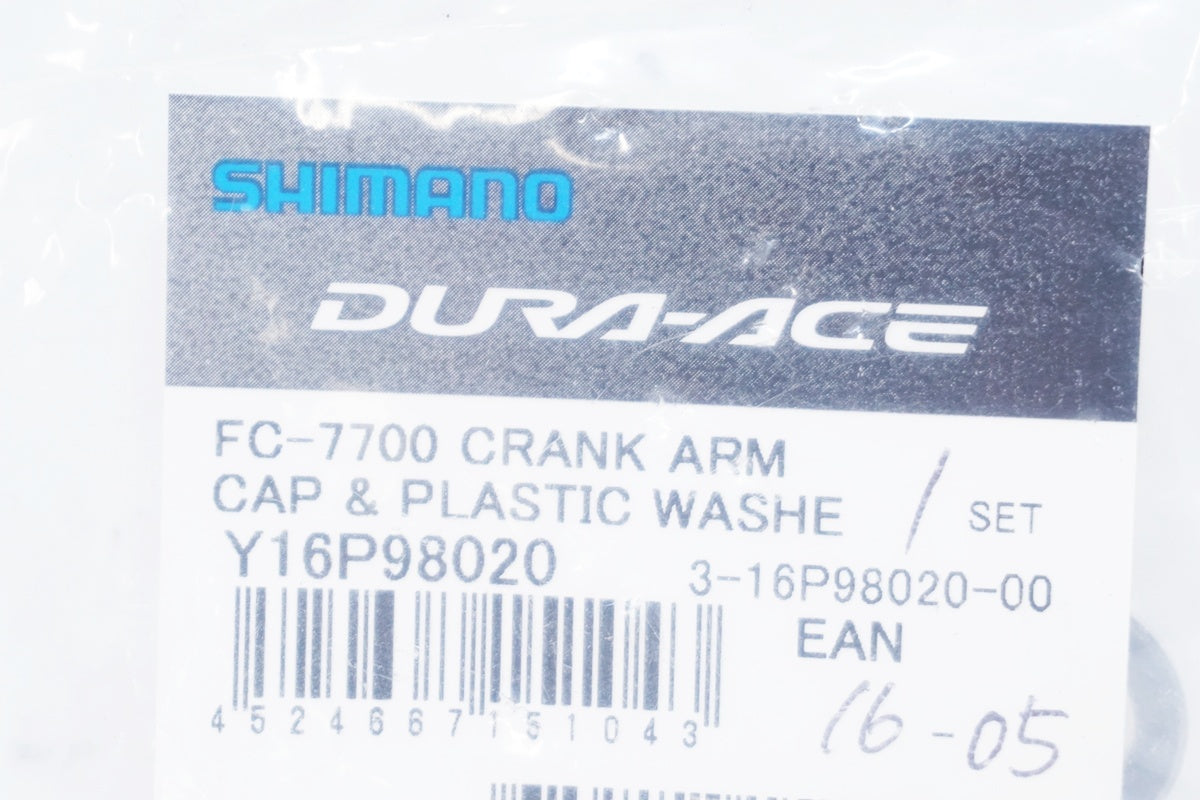 SHIMANO
DURA-ACE
FC-7700 CRANK ARM
CAP & PLASTIC WASHE / SET
Y16P98020 3-16P98020-00
EAN
4524667151043
16-05